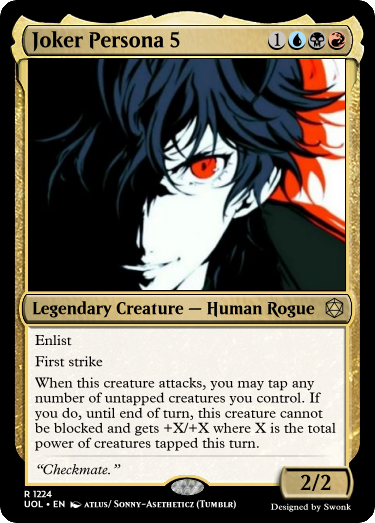 Joker Persona 5 1
Legendary Creature — Human Rogue
Enlist
First strike
When this creature attacks, you may tap any
number of untapped creatures you control. If
you do, until end of turn, this creature cannot
be blocked and gets +X/+X where X is the total
power of creatures tapped this turn.
“Checkmate.”
2/2
R 1224
UOL • EN ATLUS/ SONNY-ASETHETICZ (TUMBLR) Designed by Swonk